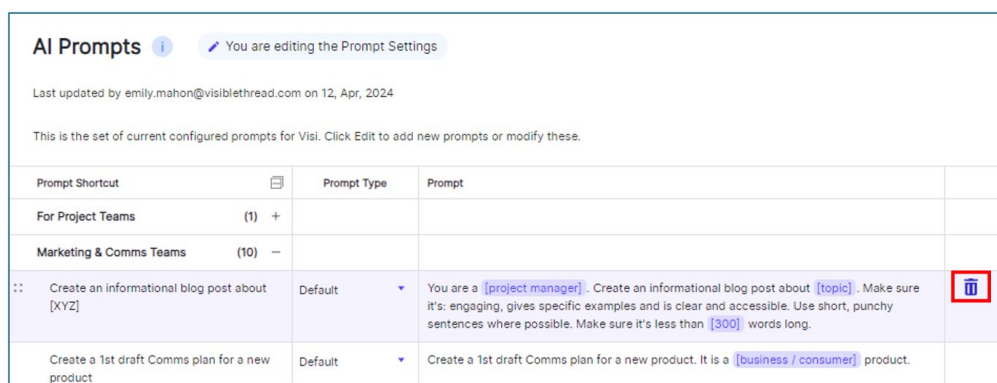 AI Prompts i You are editing the Prompt Settings
Last updated by emily.mahon@visiblethread.com on 12, Apr, 2024
This is the set of current configured prompts for Visi. Click Edit to add new prompts or modify these.
Prompt Shortcut Prompt Type Prompt
For Project Teams (1) +
Marketing & Comms Teams (10) −
Create an informational blog post about
[XYZ]
Default
You are a [project manager] . Create an informational blog post about [topic] . Make sure
it's: engaging, gives specific examples and is clear and accessible. Use short, punchy
sentences where possible. Make sure it's less than [300] words long.
Create a 1st draft Comms plan for a new
product
Default
Create a 1st draft Comms plan for a new product. It is a [business / consumer] product.